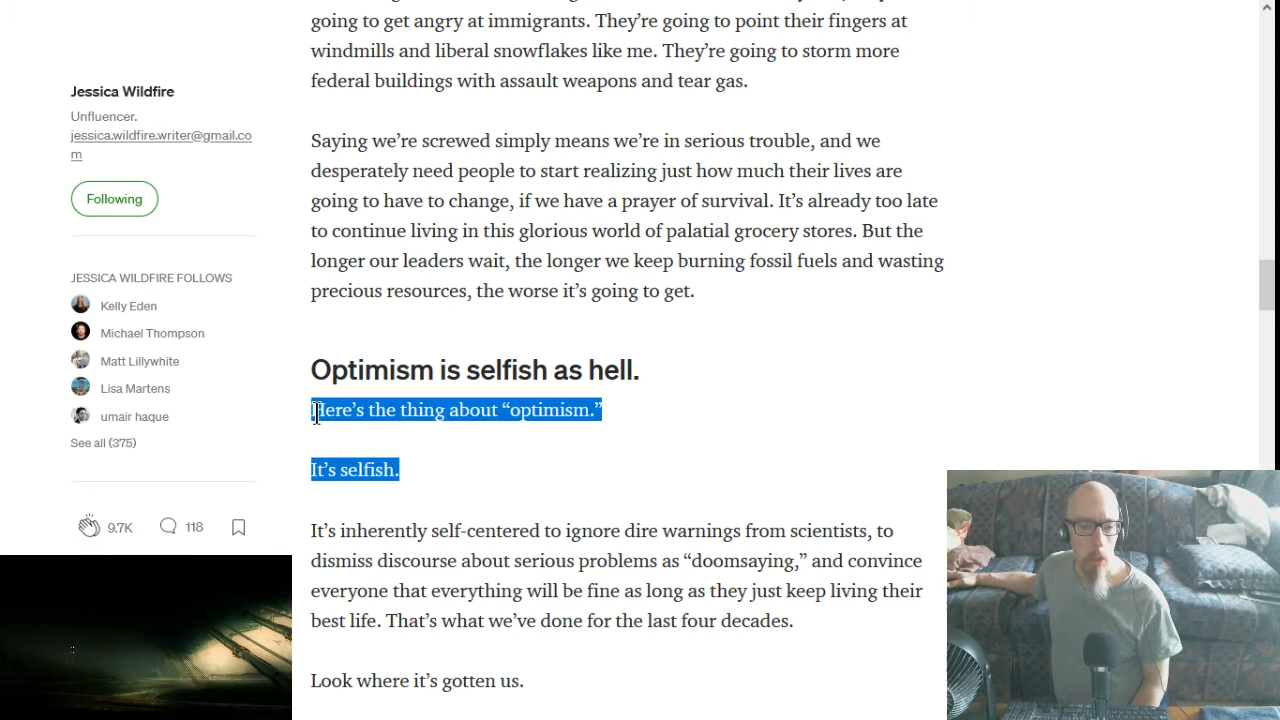 going to get angry at immigrants. They're going to point their fingers at
windmills and liberal snowflakes like me. They're going to storm more
federal buildings with assault weapons and tear gas.
Saying we're screwed simply means we're in serious trouble, and we
desperately need people to start realizing just how much their lives are
going to have to change, if we have a prayer of survival. It's already too late
to continue living in this glorious world of palatial grocery stores. But the
longer our leaders wait, the longer we keep burning fossil fuels and wasting
precious resources, the worse it's going to get.
Optimism is selfish as hell.
Here's the thing about “optimism.”
It's selfish.
It's inherently self-centered to ignore dire warnings from scientists, to
dismiss discourse about serious problems as “doomsaying,” and convince
everyone that everything will be fine as long as they just keep living their
best life. That's what we've done for the last four decades.
Look where it's gotten us.
Jessica Wildfire
Unfluencer.
jessica.wildfire.writer@gmail.co
m
Following
JESSICA WILDFIRE FOLLOWS
Kelly Eden
Michael Thompson
Matt Lillywhite
Lisa Martens
umair haque
See all (375)
9.7K 118